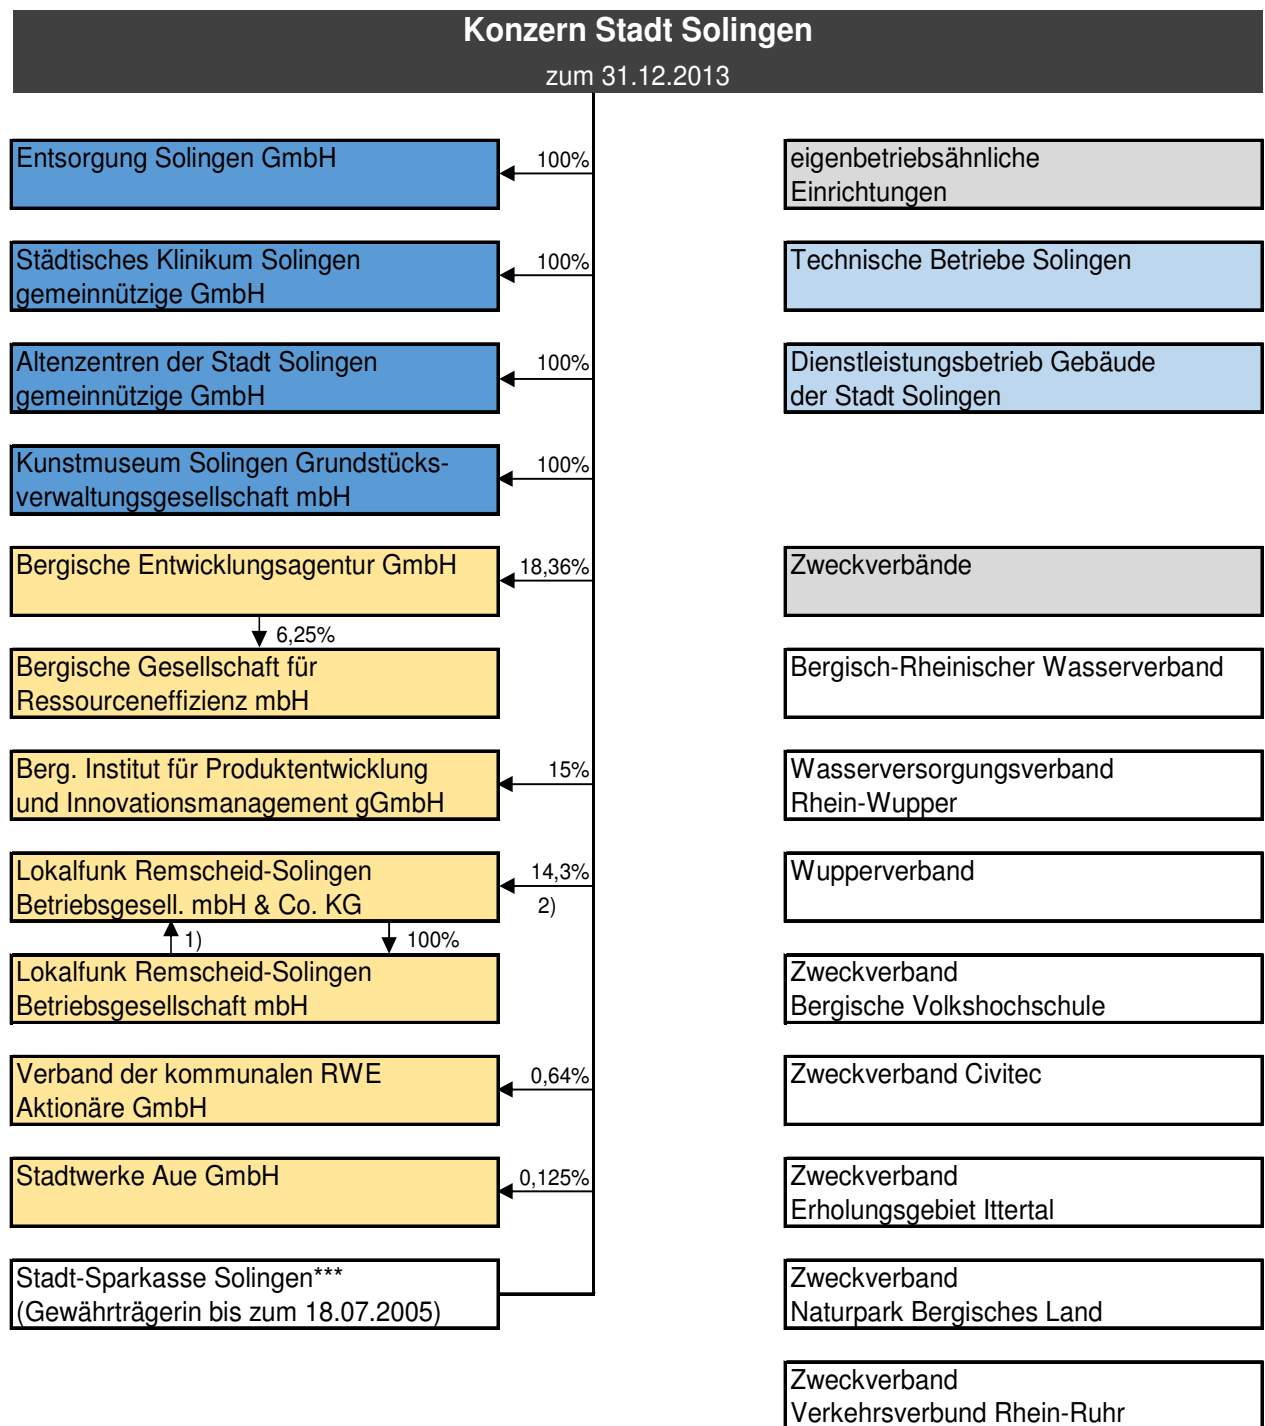 Konzern Stadt Solingen
zum 31.12.2013
Entsorgung Solingen GmbH
100%
Städtisches Klinikum Solingen
gemeinnützige GmbH
100%
Altenzentren der Stadt Solingen
gemeinnützige GmbH
100%
Kunstmuseum Solingen Grundstücks-
verwaltungsgesellschaft mbH
100%
Bergische Entwicklungsagentur GmbH
18,36%
6,25%
Bergische Gesellschaft für
Ressourceneffizienz mbH
Berg. Institut für Produktentwicklung
und Innovationsmanagement gGmbH
15%
Lokalfunk Remscheid-Solingen
Betriebsgesell. mbH & Co. KG
14,3%
2)
1)
100%
Lokalfunk Remscheid-Solingen
Betriebsgesellschaft mbH
Verband der kommunalen RWE
Aktionäre GmbH
0,64%
Stadtwerke Aue GmbH
0,125%
Stadt-Sparkasse Solingen***
(Gewährträgerin bis zum 18.07.2005)
eigenbetriebsähnliche
Einrichtungen
Technische Betriebe Solingen
Dienstleistungsbetrieb Gebäude
der Stadt Solingen
Zweckverbände
Bergisch-Rheinischer Wasserverband
Wasserversorgungsverband
Rhein-Wupper
Wupperverband
Zweckverband
Bergische Volkshochschule
Zweckverband Civitec
Zweckverband
Erholungsgebiet Ittertal
Zweckverband
Naturpark Bergisches Land
Zweckverband
Verkehrsverbund Rhein-Ruhr